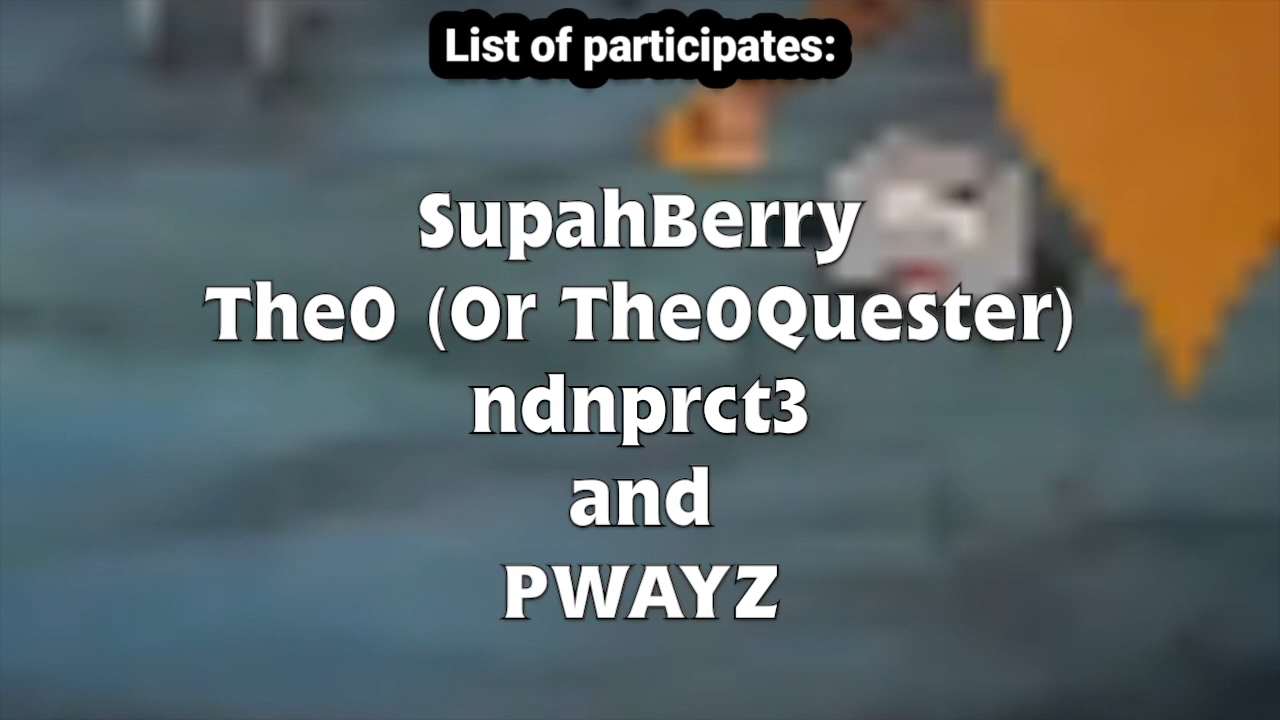 List of participates:
SupahBerry
The0 (Or The0Quester)
ndnprct3
and
PWAYZ